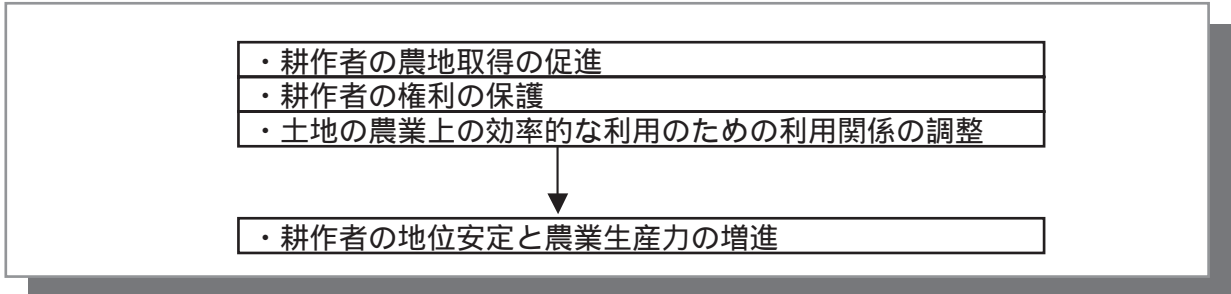 ・耕作者の農地取得の促進
・耕作者の権利の保護
・土地の農業上の効率的な利用のための利用関係の調整
・耕作者の地位安定と農業生産力の増進